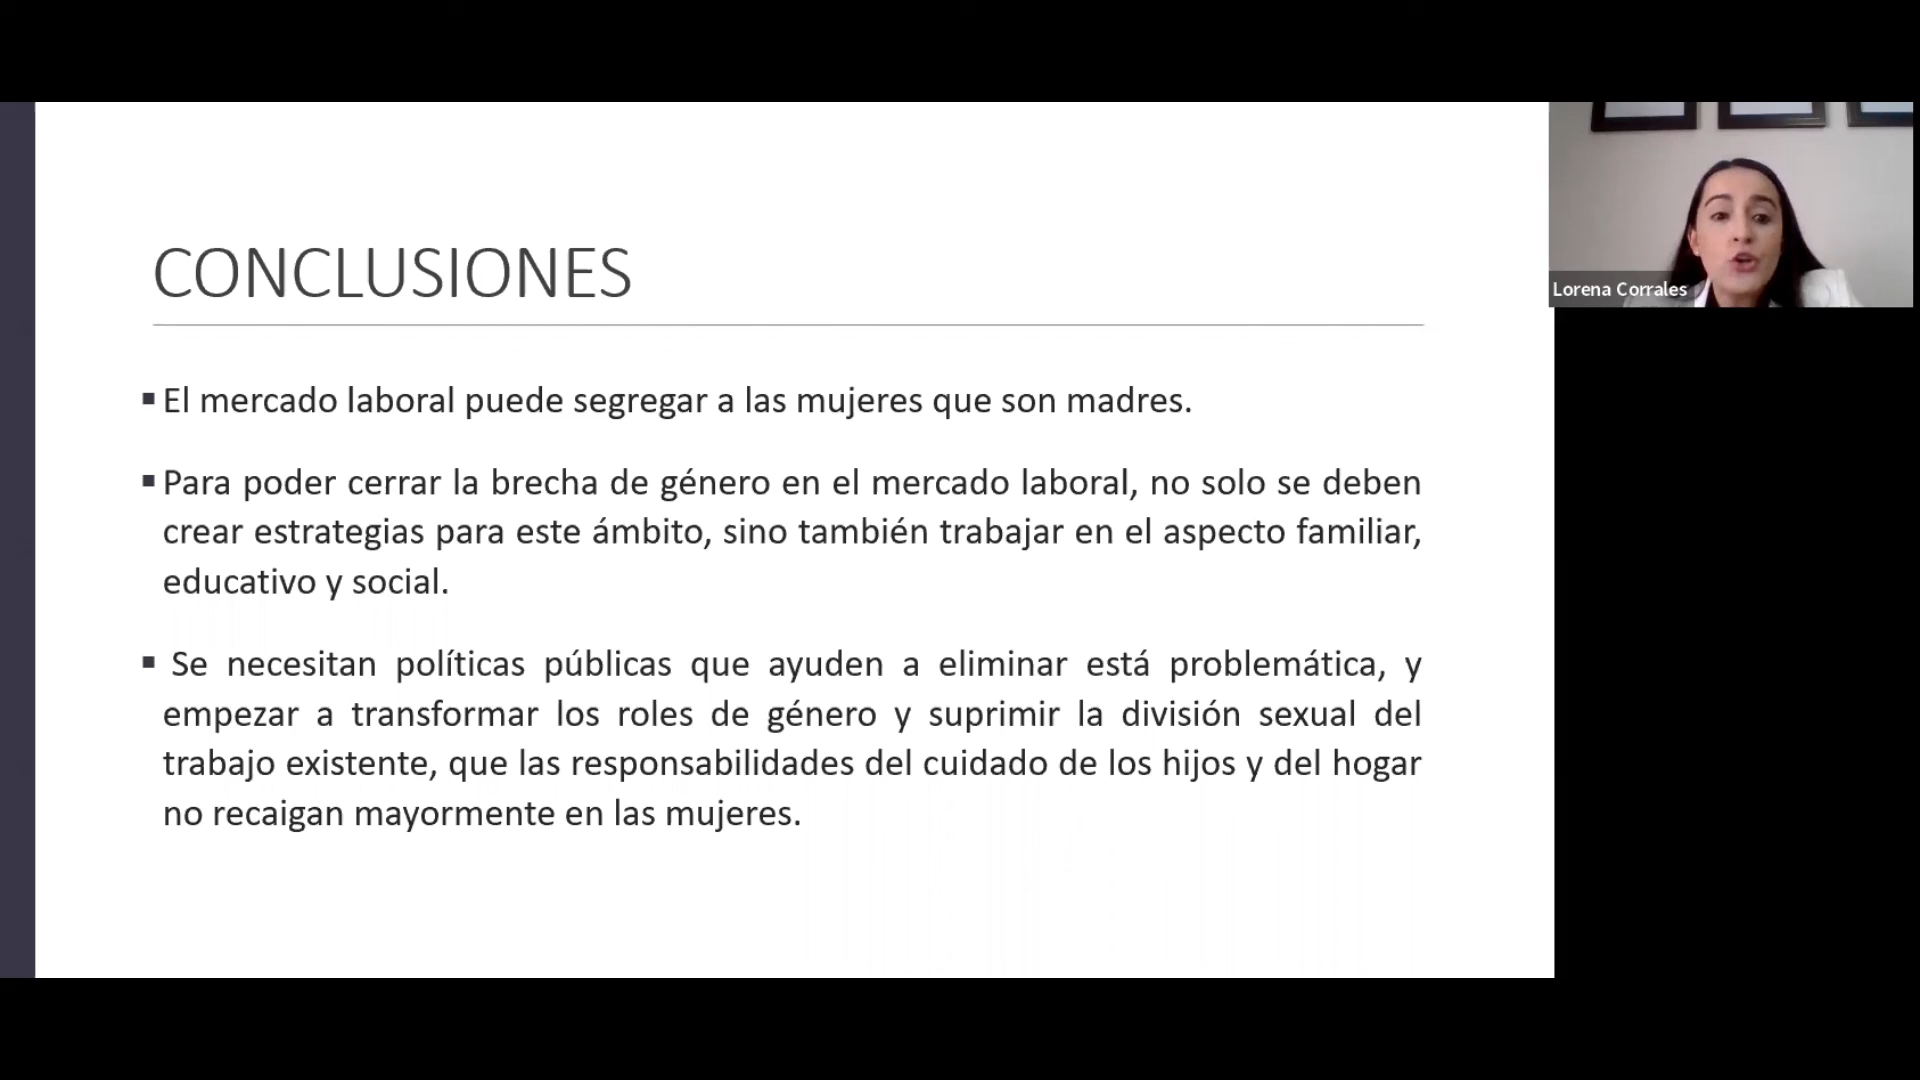 CONCLUSIONES
▪ El mercado laboral puede segregar a las mujeres que son madres.
▪ Para poder cerrar la brecha de género en el mercado laboral, no solo se deben
crear estrategias para este ámbito, sino también trabajar en el aspecto familiar,
educativo y social.
▪ Se necesitan políticas públicas que ayuden a eliminar está problemática, y
empezar a transformar los roles de género y suprimir la división sexual del
trabajo existente, que las responsabilidades del cuidado de los hijos y del hogar
no recaigan mayormente en las mujeres.
Lorena Corrales